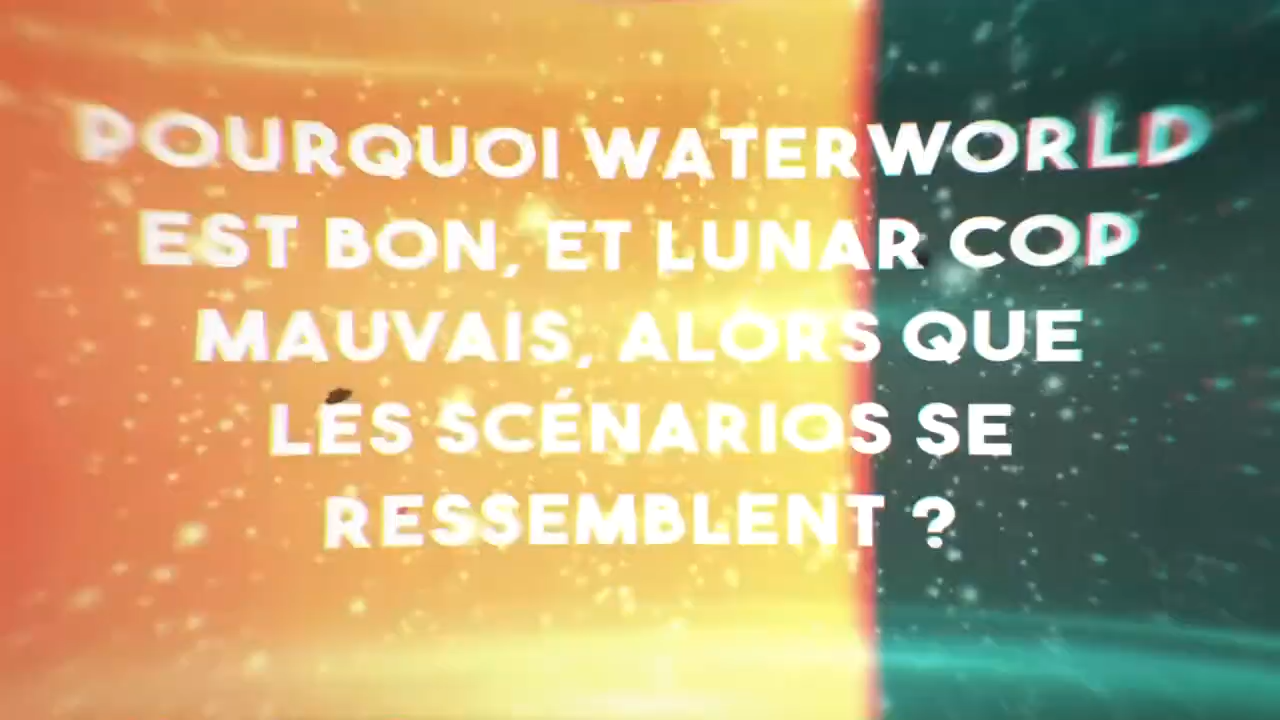 POURQUOI WATERWORLD
EST BON, ET LUNAR COP
MAUVAIS, ALORS QUE
LES SCÉNARIOS SE
RESSEMBLENT ?